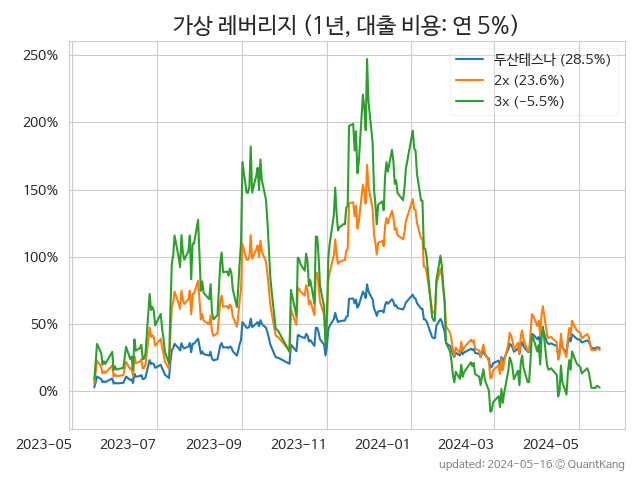 가상 레버리지 (1년, 대출 비용: 연 5%)
250%
200%
150%
100%
50%
0%
두산테스나 (28.5%)
2x (23.6%)
3x (−5.5%)
2023-05
2023-07
2023-09
2023-11
2024-01
2024-03
2024-05
updated: 2024-05-16 © QuantKang